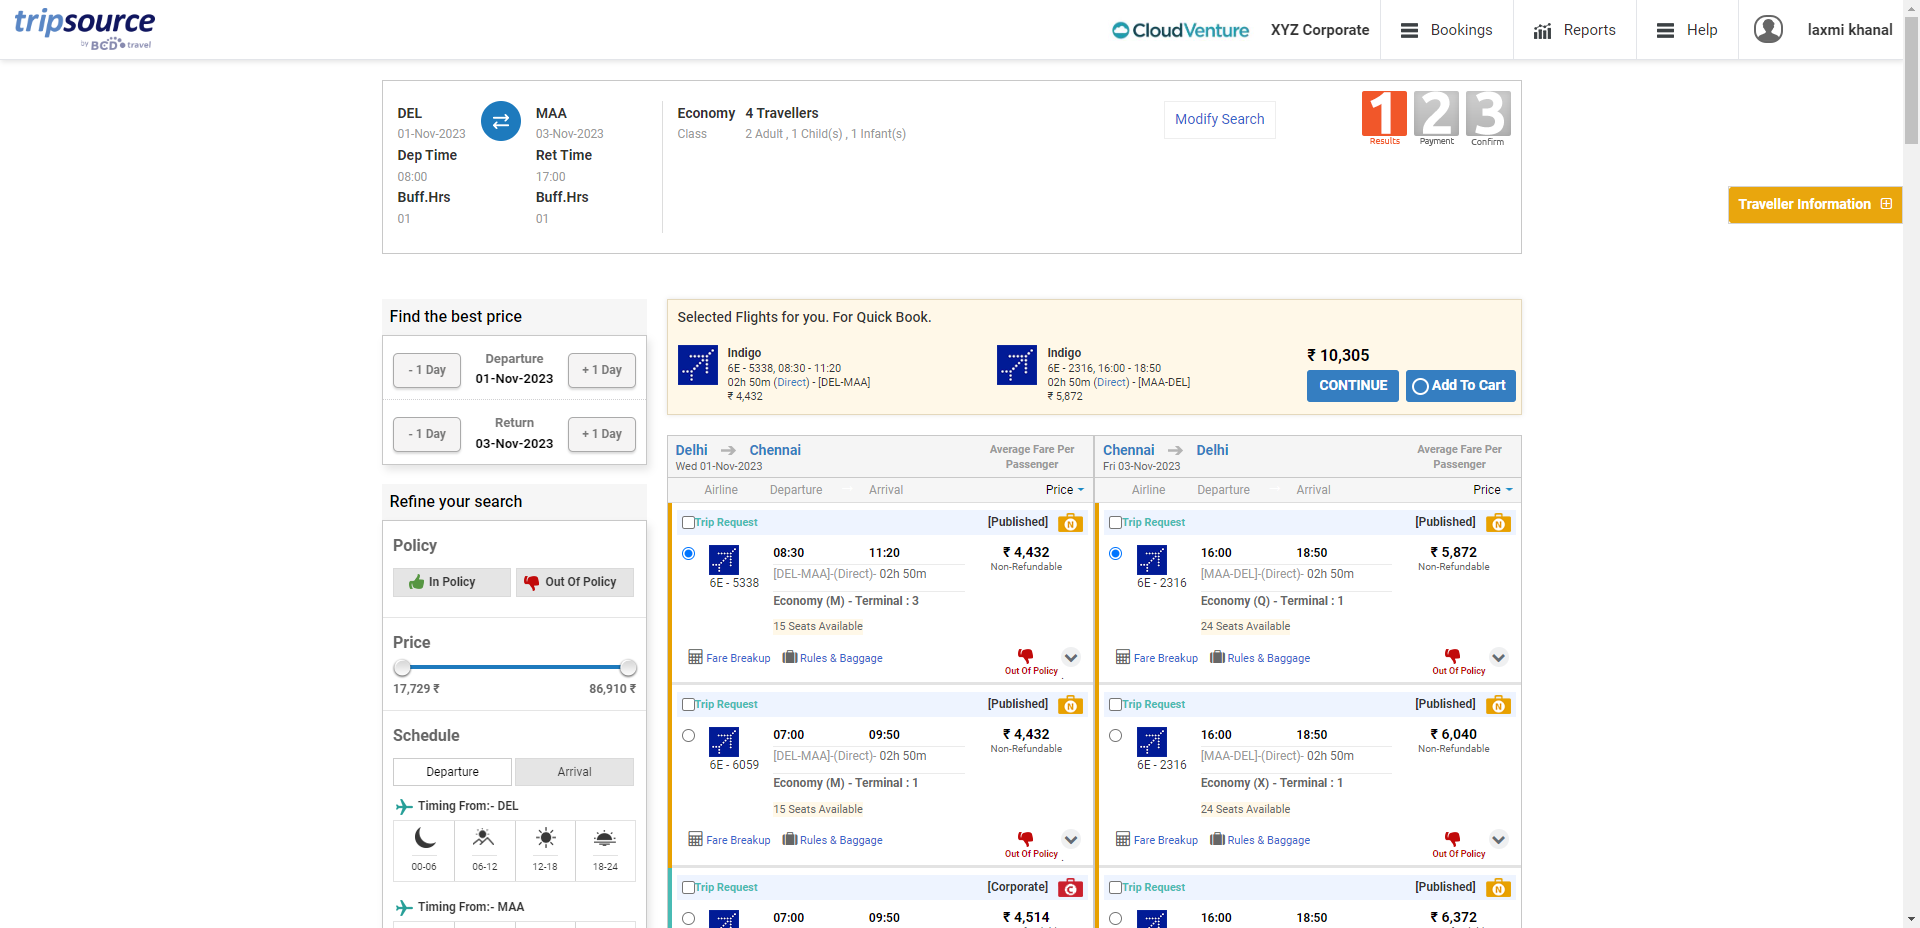 tripsource
by BCD travel
CloudVenture
XYZ Corporate
Bookings
Reports
Help
laxmi khanal
DEL
01-Nov-2023
Dep Time
08:00
Buff.Hrs
01
MAA
03-Nov-2023
Ret Time
17:00
Buff.Hrs
01
Economy
Class
4 Travellers
2 Adult , 1 Child(s) , 1 Infant(s)
Modify Search
1
Results
2
Payment
3
Confirm
Traveller Information
Find the best price
- 1 Day
Departure
01-Nov-2023
+ 1 Day
- 1 Day
Return
03-Nov-2023
+ 1 Day
Refine your search
Policy
In Policy
Out Of Policy
Price
17,729 ₹
86,910 ₹
Schedule
Departure
Arrival
Timing From:- DEL
00-06
06-12
12-18
18-24
Timing From:- MAA
Selected Flights for you. For Quick Book.
Indigo
6E - 5338, 08:30 - 11:20
02h 50m (Direct) - [DEL-MAA]
₹ 4,432
Indigo
6E - 2316, 16:00 - 18:50
02h 50m (Direct) - [MAA-DEL]
₹ 5,872
₹ 10,305
CONTINUE
Add To Cart
Delhi
Chennai
Wed 01-Nov-2023
Average Fare Per
Passenger
Airline
Departure
Arrival
Price
Trip Request
[Published]
N
08:30
11:20
₹ 4,432
Non-Refundable
[DEL-MAA]-(Direct)- 02h 50m
6E - 5338
Economy (M) - Terminal : 3
15 Seats Available
Fare Breakup
Rules & Baggage
Out Of Policy
Trip Request
[Published]
N
07:00
09:50
₹ 4,432
Non-Refundable
[DEL-MAA]-(Direct)- 02h 50m
6E - 6059
Economy (M) - Terminal : 1
15 Seats Available
Fare Breakup
Rules & Baggage
Out Of Policy
Trip Request
[Corporate]
C
07:00
09:50
₹ 4,514
Chennai
Delhi
Fri 03-Nov-2023
Average Fare Per
Passenger
Airline
Departure
Arrival
Price
Trip Request
[Published]
N
16:00
18:50
₹ 5,872
Non-Refundable
[MAA-DEL]-(Direct)- 02h 50m
6E - 2316
Economy (Q) - Terminal : 1
24 Seats Available
Fare Breakup
Rules & Baggage
Out Of Policy
Trip Request
[Published]
N
16:00
18:50
₹ 6,040
Non-Refundable
[MAA-DEL]-(Direct)- 02h 50m
6E - 2316
Economy (X) - Terminal : 1
24 Seats Available
Fare Breakup
Rules & Baggage
Out Of Policy
Trip Request
[Published]
N
16:00
18:50
₹ 6,372